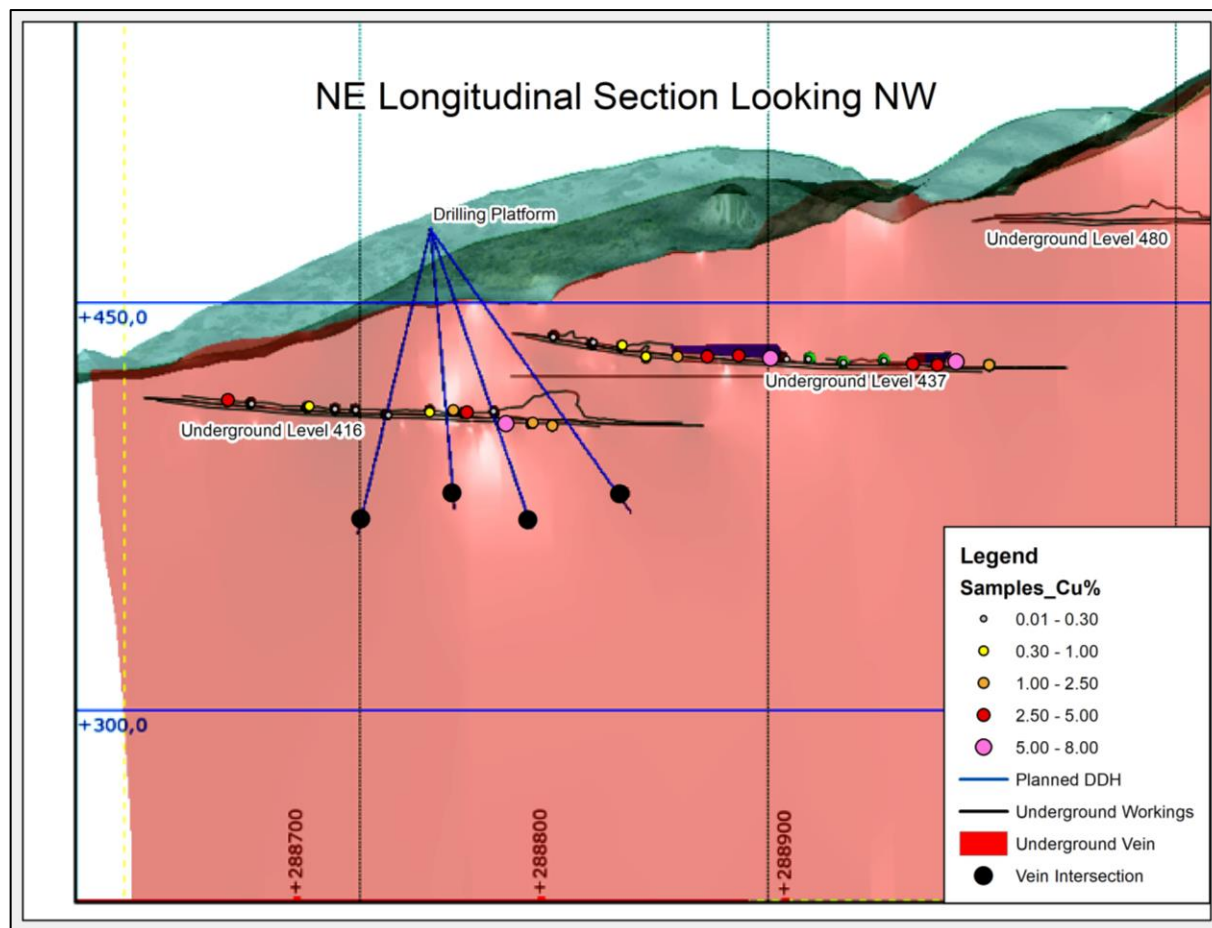 NE Longitudinal Section Looking NW
Drilling Platform
Underground Level 480
+450,0
Underground Level 437
Underground Level 416
+300,0
+288700
+288800
+288900
Legend
Samples_Cu%
0.01 - 0.30
0.30 - 1.00
1.00 - 2.50
2.50 - 5.00
5.00 - 8.00
Planned DDH
Underground Workings
Underground Vein
Vein Intersection